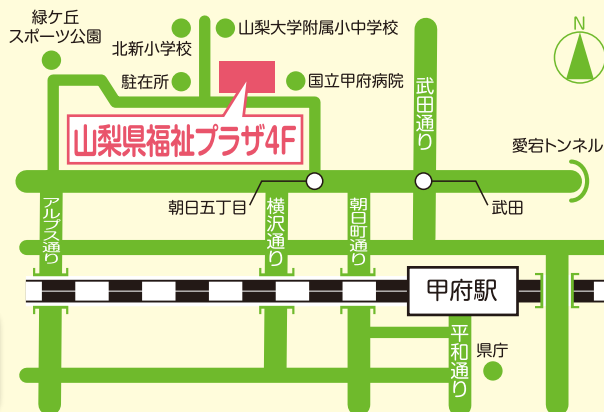 緑ケ丘
スポーツ公園
北新小学校
山梨大学附属小中学校
N
駐在所
国立甲府病院
武田通り
山梨県福祉プラザ4F
愛宕トンネル
朝日五丁目
武田
アルプス通り
横沢通り
朝日町通り
甲府駅
平和通り
県庁